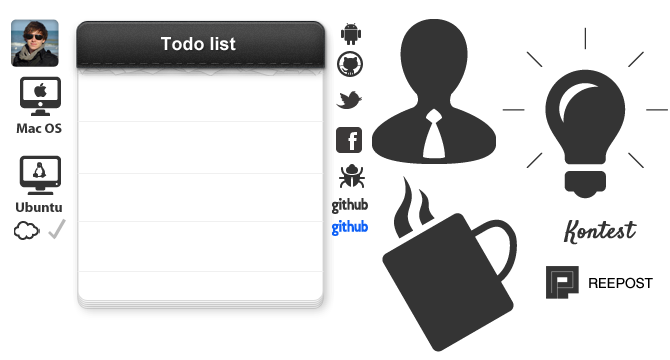 Todo list
Mac OS
Ubuntu
github
github
Kontest
REEPOST